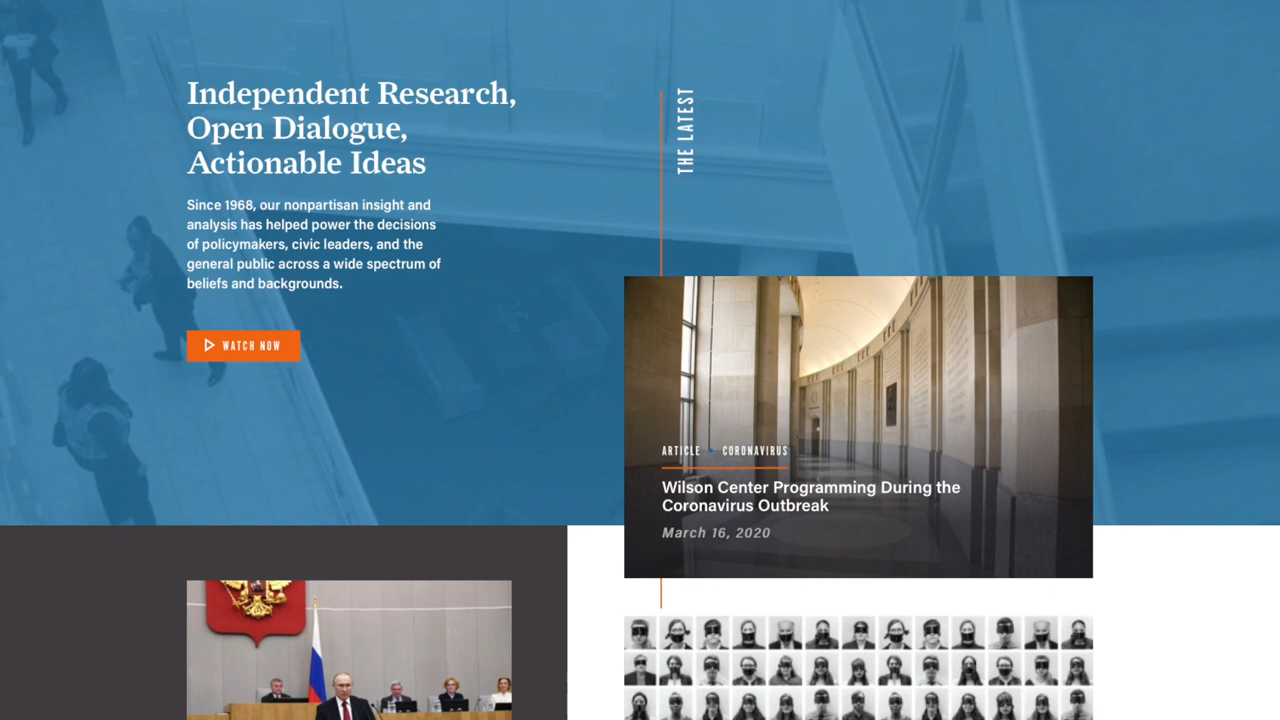 Independent Research,
Open Dialogue,
Actionable Ideas
Since 1968, our nonpartisan insight and
analysis has helped power the decisions
of policymakers, civic leaders, and the
general public across a wide spectrum of
beliefs and backgrounds.
WATCH NOW
THE LATEST
ARTICLE CORONAVIRUS
Wilson Center Programming During the
Coronavirus Outbreak
March 16, 2020